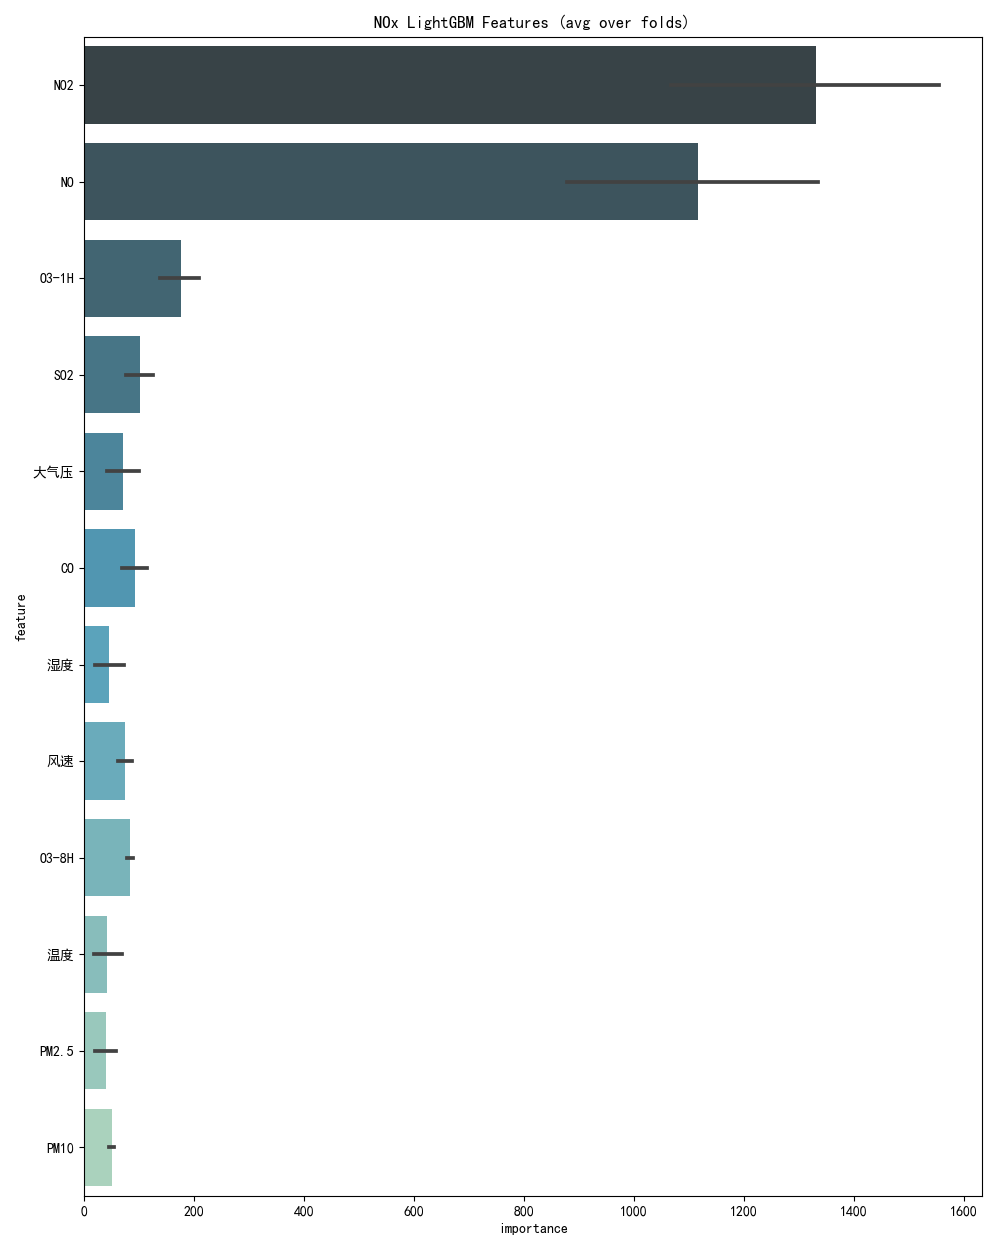 NOx LightGBM Features (avg over folds)
NO2
NO
O3-1H
SO2
大气压
CO
湿度
风速
O3-8H
温度
PM2.5
PM10
feature
0 200 400 600 800 1000 1200 1400 1600
importance